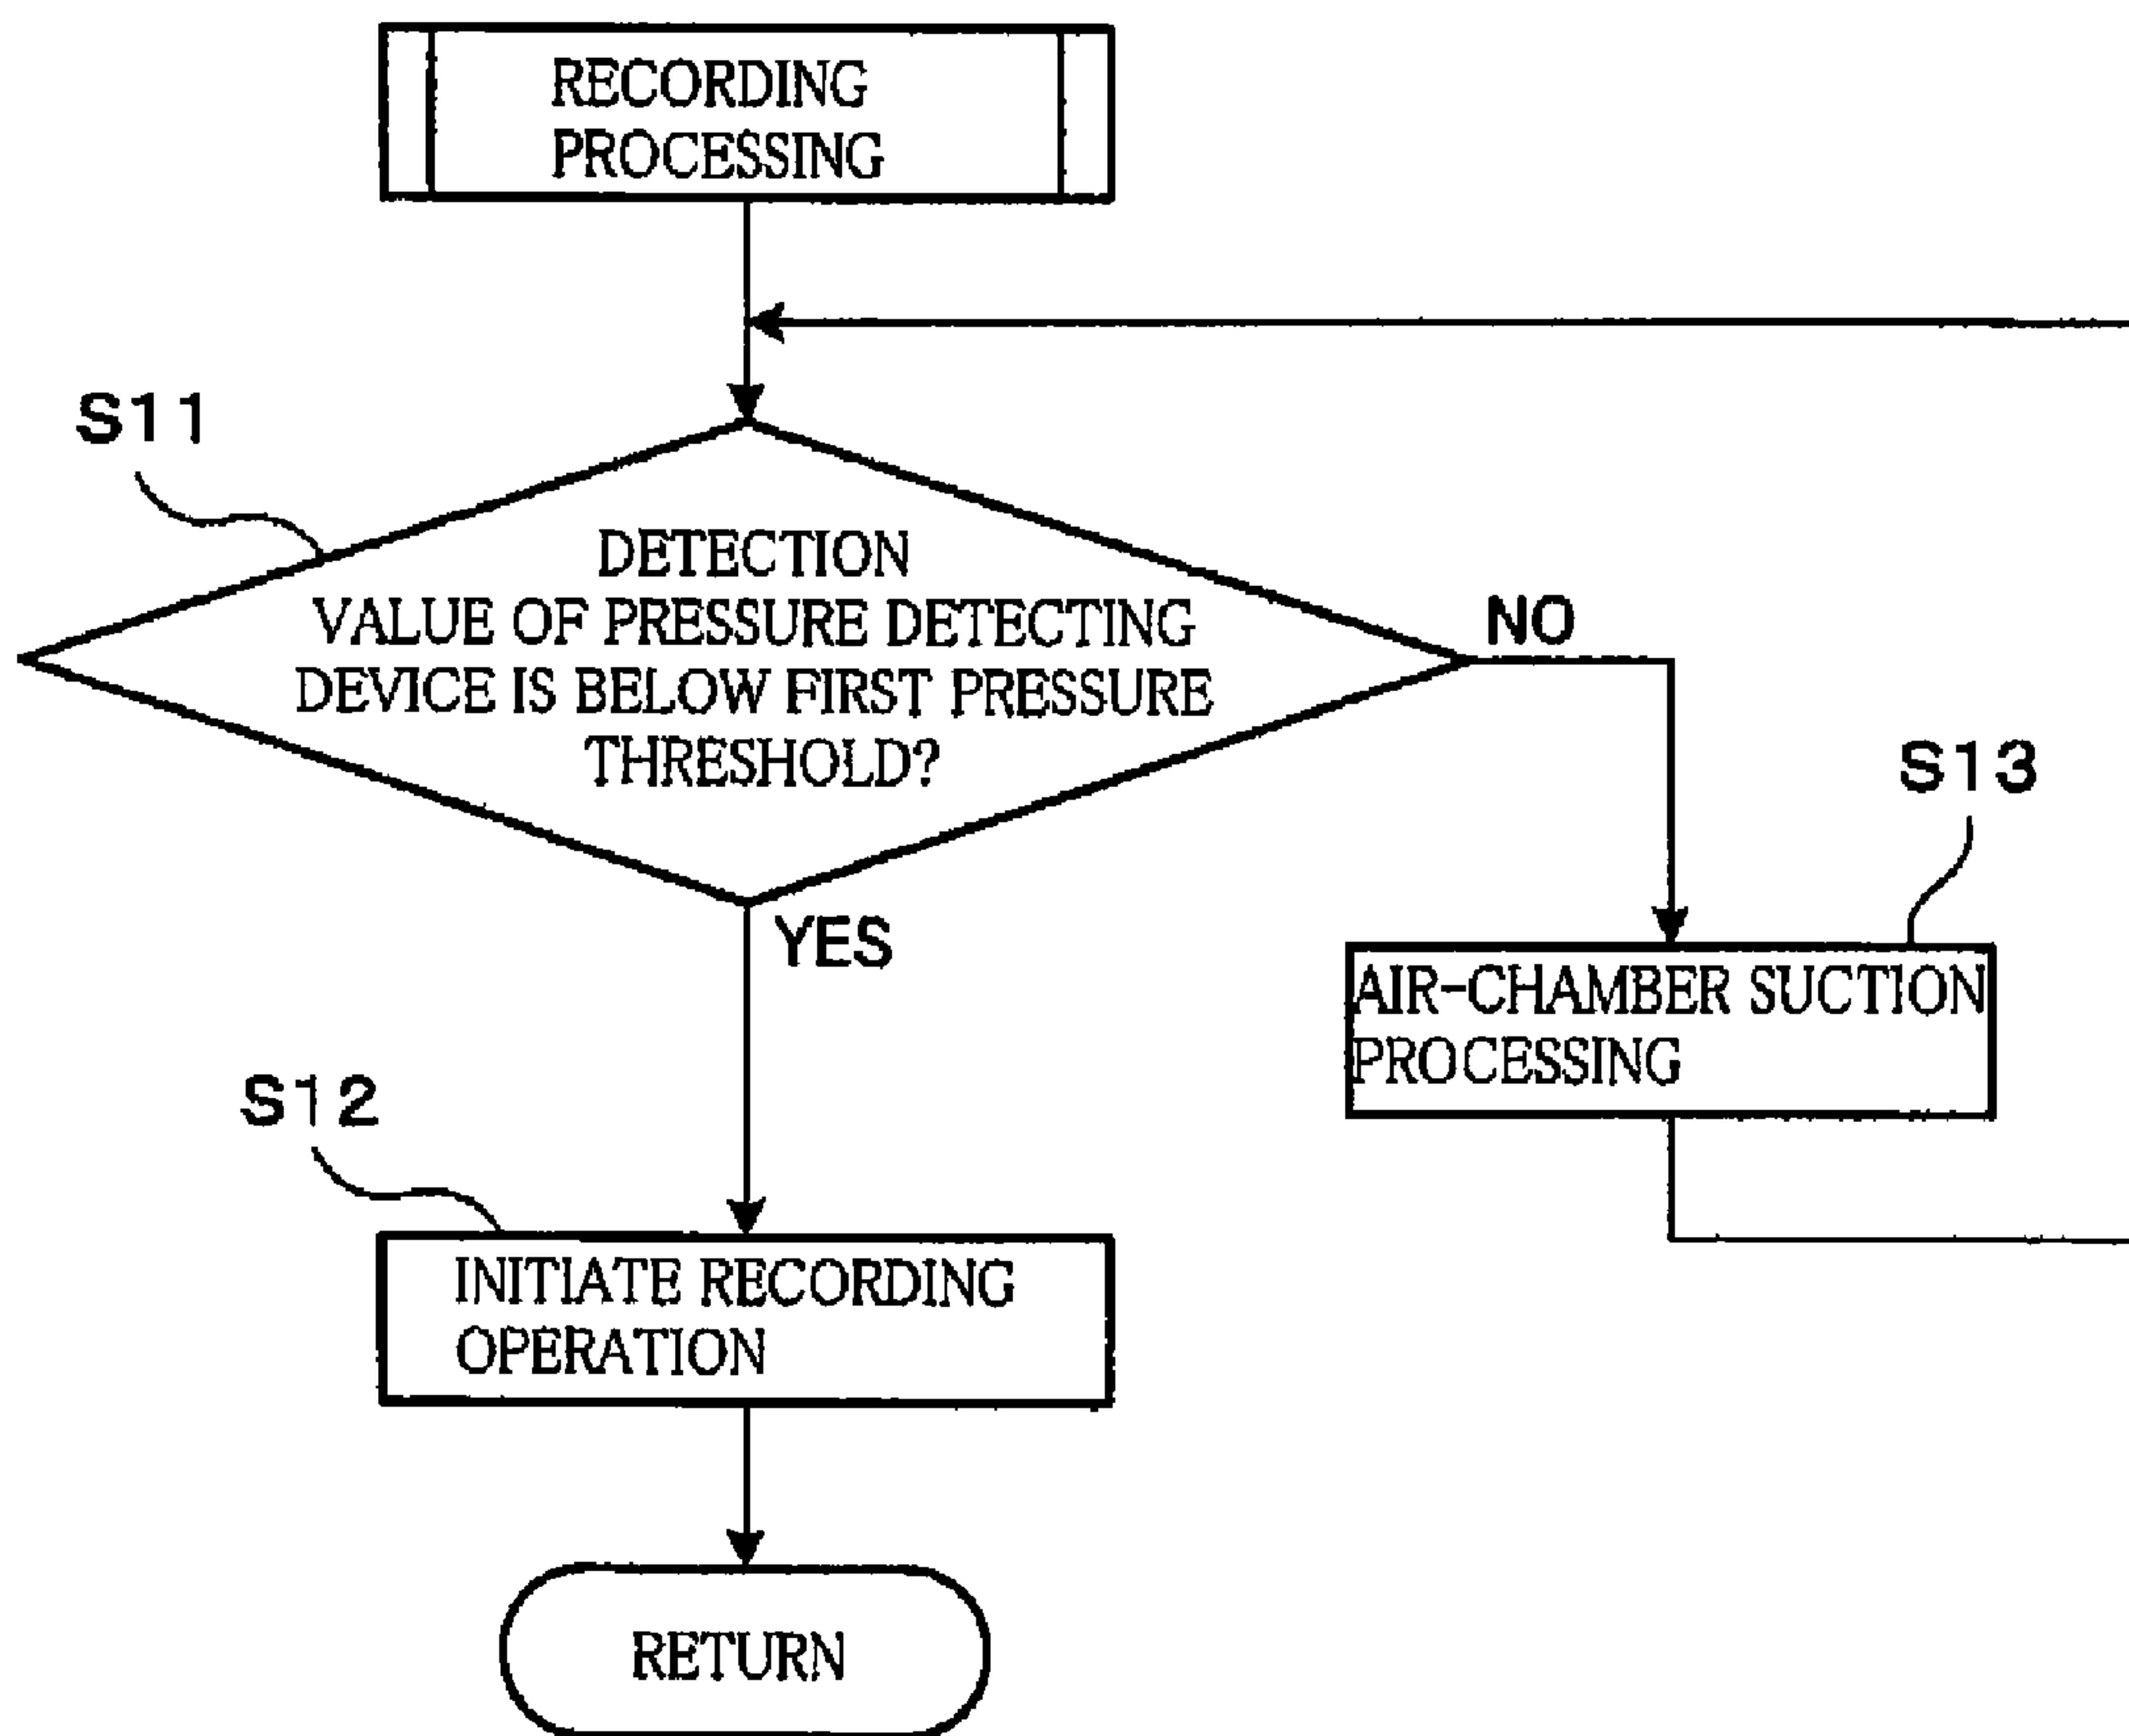 RECORDING
PROCESSING
S11
DETECTION
VALUE OF PRESSURE DETECTING
DEVICE IS BELOW FIRST PRESSURE
THRESHOLD?
NO
YES
S13
AIR-CHAMBER SUCTION
PROCESSING
S12
INITIATE RECORDING
OPERATION
RETURN